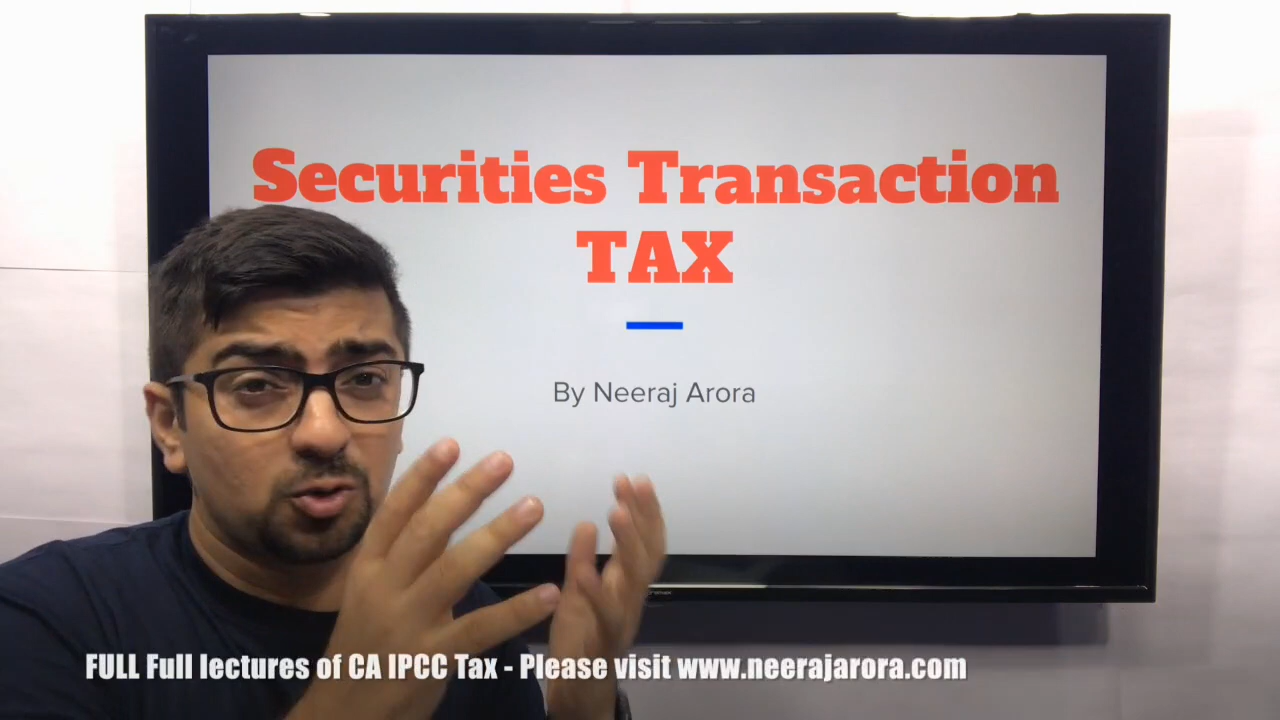 Securities Transaction
TAX
By Neeraj Arora
FULL Full lectures of CA IPCC Tax - Please visit www.neerajarora.com